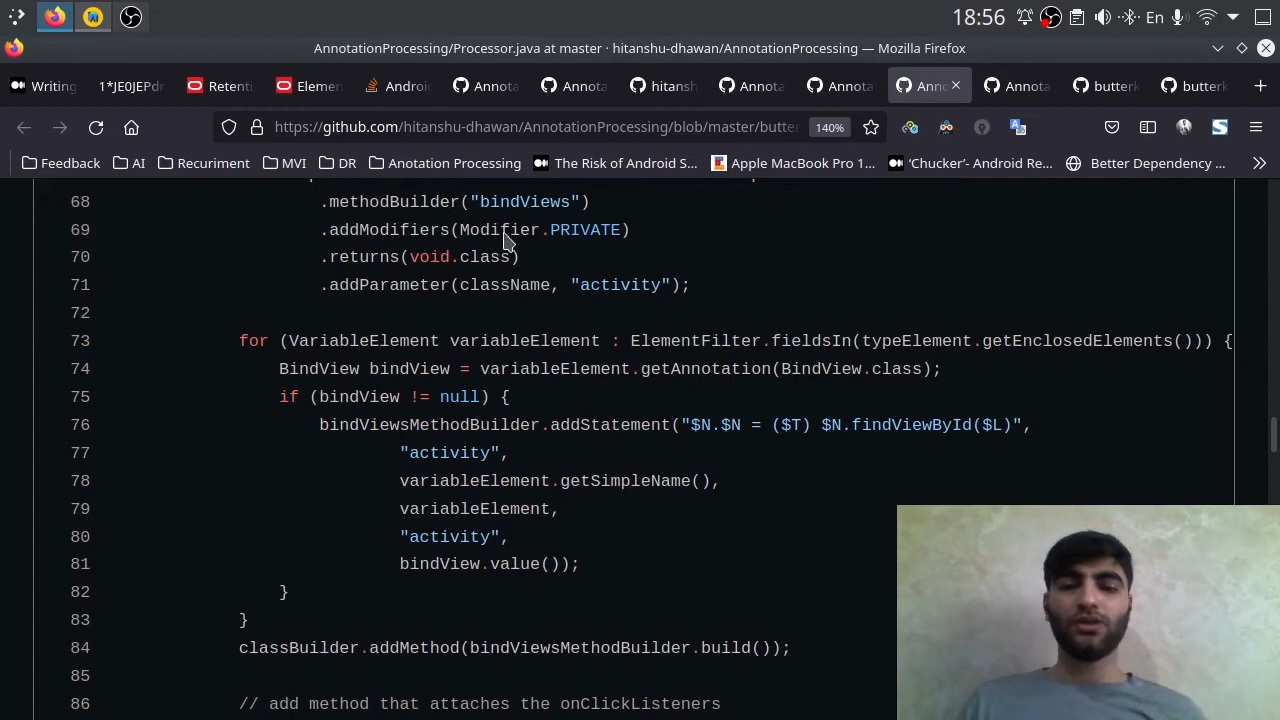 18:56
En
AnnotationProcessing/Processor.java at master · hitanshu-dhawan/AnnotationProcessing — Mozilla Firefox
Writing
1*JE0JEPdr
Retenti
Elemen
Androi
Annota
Annota
hitansh
Annota
Annota
Anno
Annota
butterk
butterk
https://github.com/hitanshu-dhawan/AnnotationProcessing/blob/master/butter
140%
Feedback
AI
Recuriment
MVI
DR
Anotation Processing
The Risk of Android S...
Apple MacBook Pro 1...
'Chucker'- Android Re...
Better Dependency ...
68 .methodBuilder("bindViews")
69 .addModifiers(Modifier.PRIVATE)
70 .returns(void.class)
71 .addParameter(className, "activity");
72
73 for (VariableElement variableElement : ElementFilter.fieldsIn(typeElement.getEnclosedElements())) {
74 BindView bindView = variableElement.getAnnotation(BindView.class);
75 if (bindView != null) {
76 bindViewsMethodBuilder.addStatement("$N.$N = ($T) $N.findViewById($L)",
77 "activity",
78 variableElement.getSimpleName(),
79 variableElement,
80 "activity",
81 bindView.value());
82 }
83 }
84 classBuilder.addMethod(bindViewsMethodBuilder.build());
85
86 // add method that attaches the onClickListeners